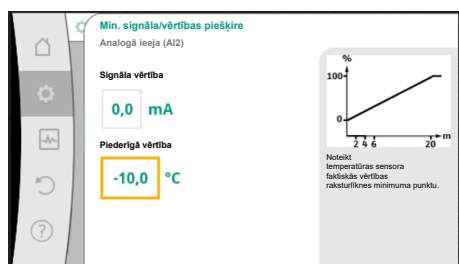 Min. signāla/vērtības piešķire
Analogā ieeja (AI2)
Signāla vērtība
0,0 mA
Piederīgā vērtība
-10,0 °C
%
100
0
2 4 6 20
m
Noteikt
temperatūras sensora
faktiskās vērtības
raksturlīknes minimuma punktu.
?